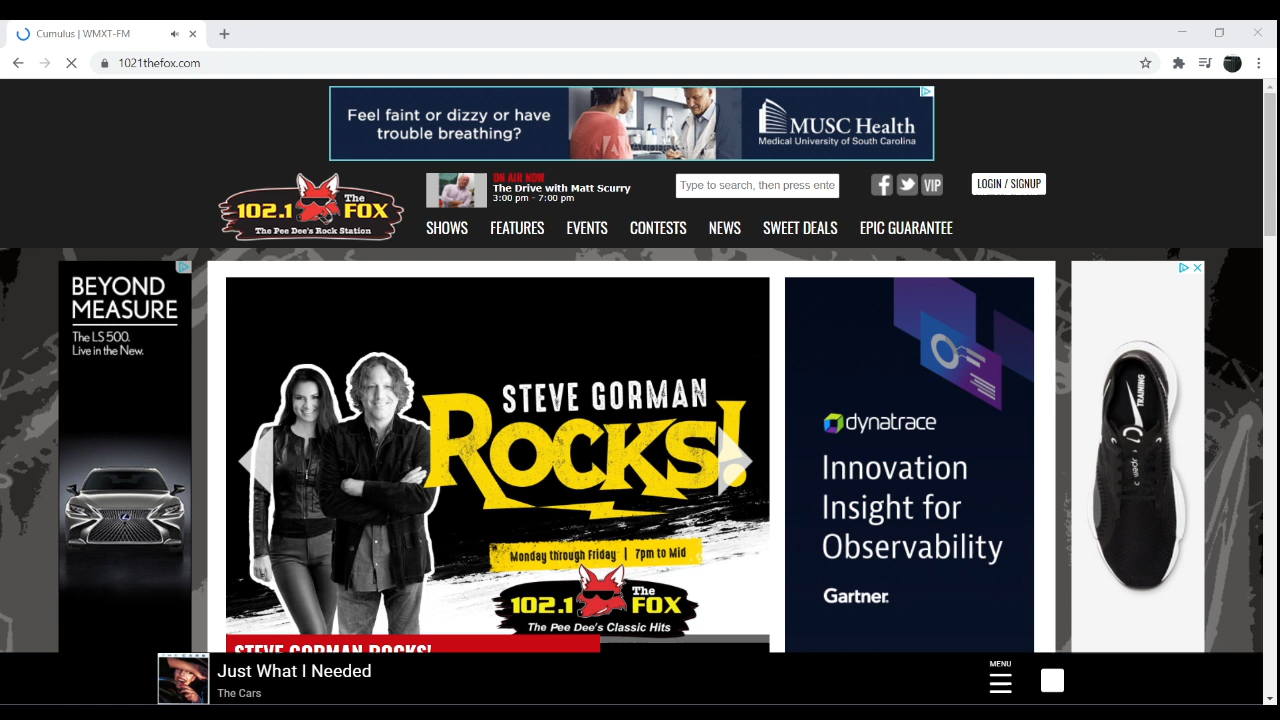 Cumulus | WMXT-FM
1021thefox.com
Feel faint or dizzy or have
trouble breathing?
MUSC Health
Medical University of South Carolina
102.1 The FOX
The Pee Dee's Rock Station
ON AIR NOW
The Drive with Matt Scurry
3:00 pm - 7:00 pm
Type to search, then press ente
VIP
LOGIN / SIGNUP
SHOWS FEATURES EVENTS CONTESTS NEWS SWEET DEALS EPIC GUARANTEE
BEYOND
MEASURE
The LS 500.
Live in the New.
STEVE GORMAN
ROCKS!
Monday through Friday | 7pm to Mid
102.1 The FOX
The Pee Dee's Classic Hits
STEVE GORMAN ROCKS!
dynatrace
Innovation
Insight for
Observability
Gartner.
TRAINING
Just What I Needed
The Cars
MENU